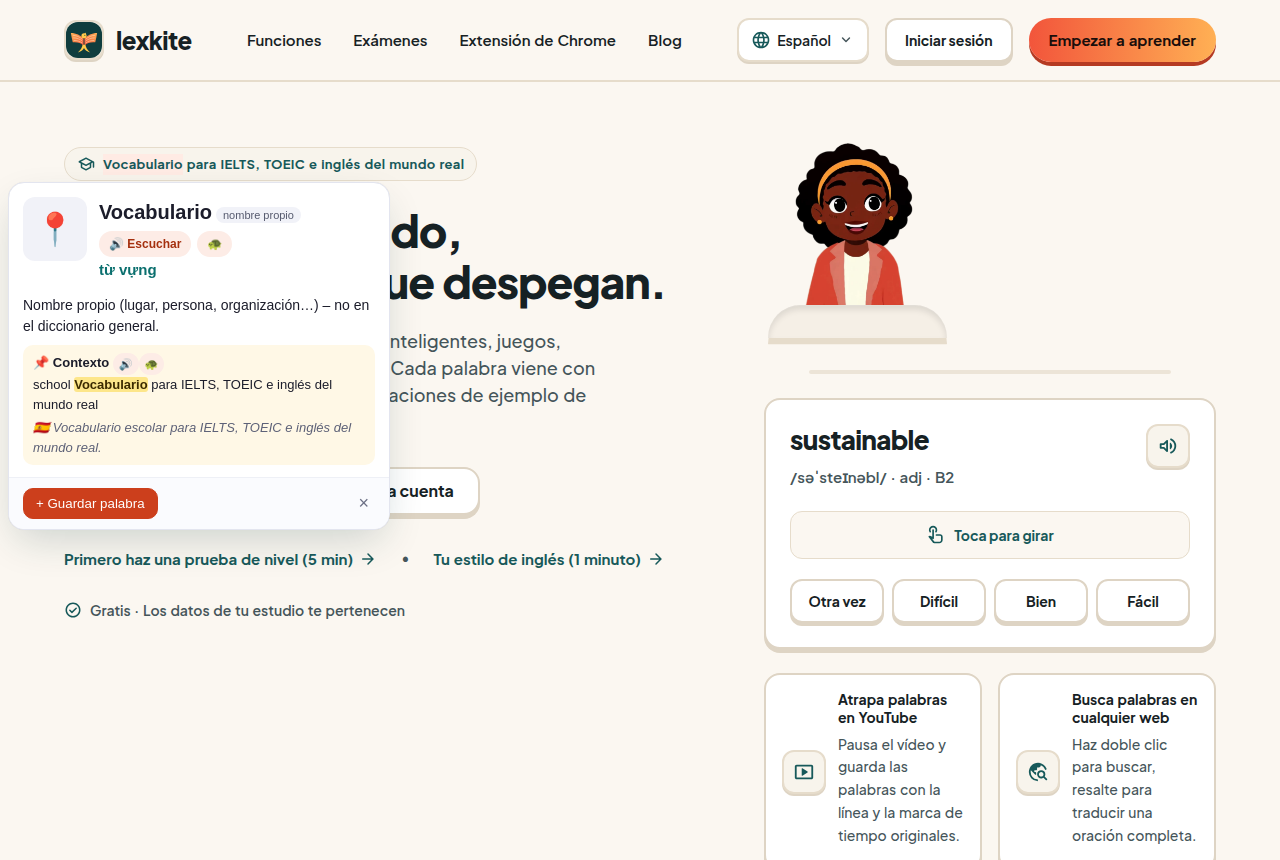 lexkite
Funciones
Exámenes
Extensión de Chrome
Blog
Español
Iniciar sesión
Empezar a aprender
Vocabulario para IELTS, TOEIC e inglés del mundo real
Vocabulario nombre propio
Escuchar
từ vựng
Nombre propio (lugar, persona, organización…) – no en
el diccionario general.
Contexto
school Vocabulario para IELTS, TOEIC e inglés del
mundo real
Vocabulario escolar para IELTS, TOEIC e inglés del
mundo real.
+ Guardar palabra
×
do,
ue despegan.
nteligentes, juegos,
Cada palabra viene con
aciones de ejemplo de
a cuenta
Primero haz una prueba de nivel (5 min) →
•
Tu estilo de inglés (1 minuto) →
Gratis · Los datos de tu estudio te pertenecen
sustainable
/səˈsteɪnəbl/ · adj · B2
Toca para girar
Otra vez
Difícil
Bien
Fácil
Atrapa palabras
en YouTube
Pausa el vídeo y
guarda las
palabras con la
línea y la marca de
tiempo originales.
Busca palabras en
cualquier web
Haz doble clic
para buscar,
resalte para
traducir una
oración completa.